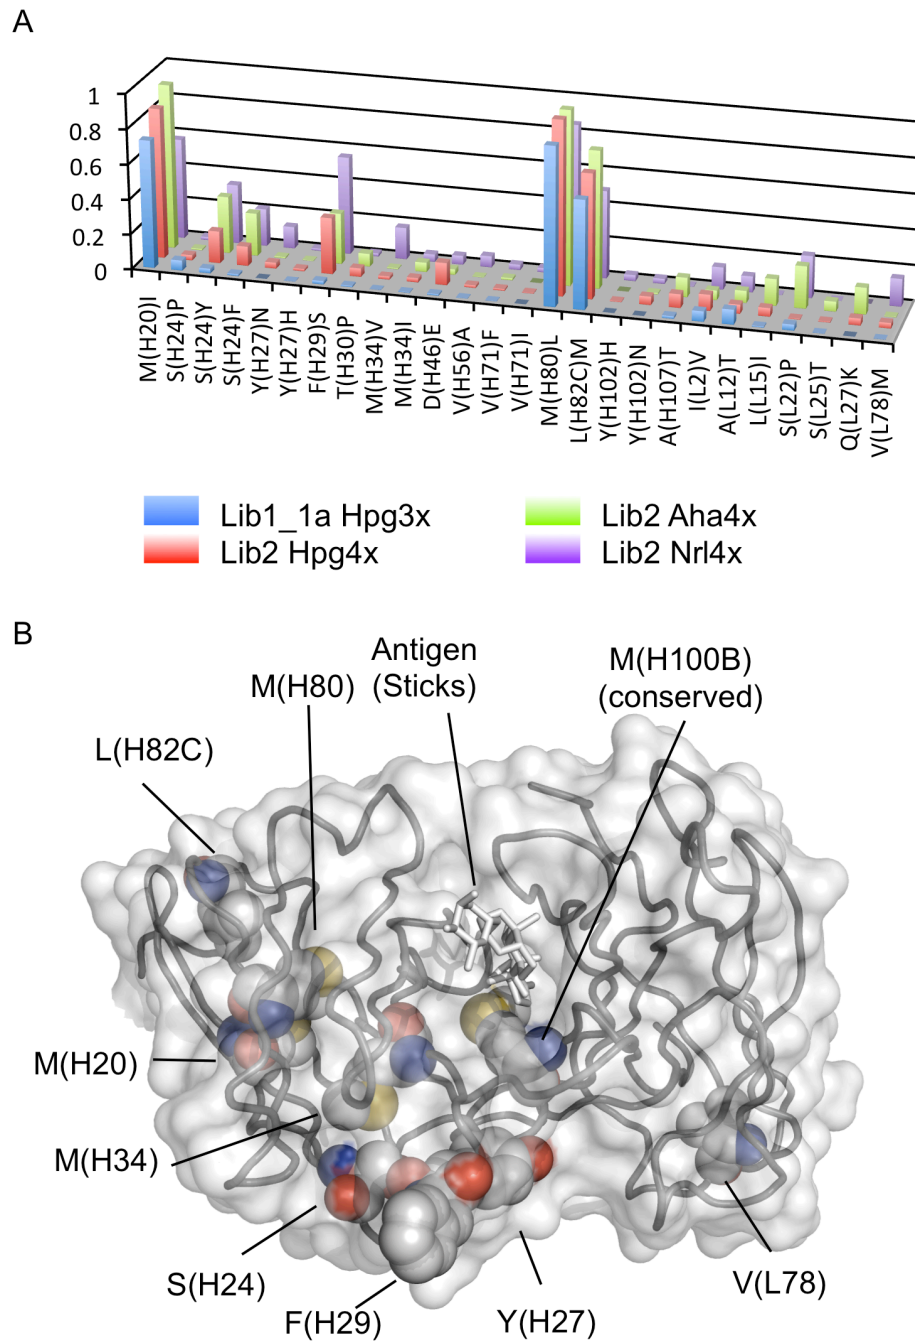 A
1
0.8
0.6
0.4
0.2
0
M(H20)I
S(H24)P
S(H24)Y
S(H24)F
Y(H27)N
Y(H27)H
F(H29)S
T(H30)P
M(H34)V
M(H34)I
D(H46)E
V(H56)A
V(H71)F
V(H71)I
M(H80)L
L(H82C)M
Y(H102)H
Y(H102)N
A(H107)T
I(L2)V
A(L12)T
L(L15)I
S(L22)P
S(L25)T
Q(L27)K
V(L78)M
Lib1_1a Hpg3x
Lib2 Aha4x
Lib2 Hpg4x
Lib2 Nrl4x
B
Antigen
(Sticks)
M(H100B)
(conserved)
M(H80)
L(H82C)
M(H20)
M(H34)
S(H24)
F(H29)
Y(H27)
V(L78)